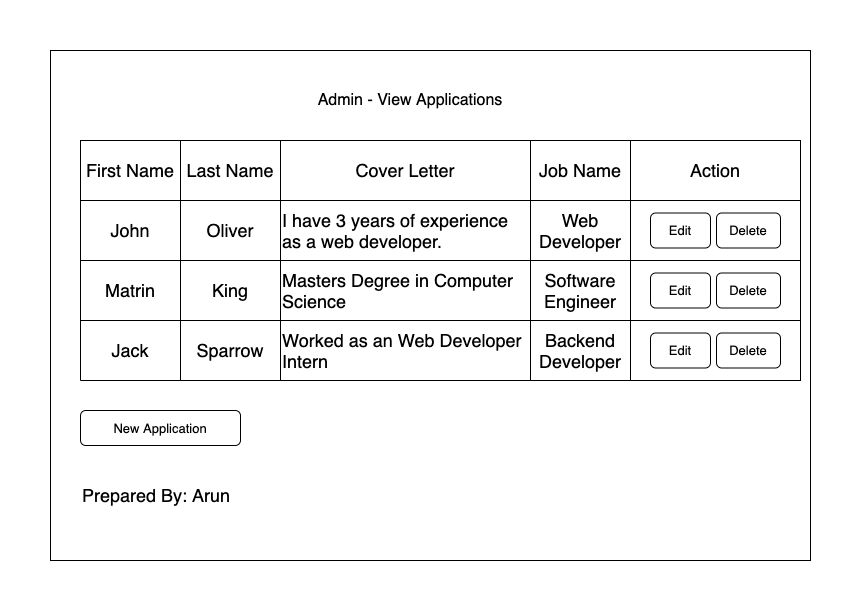 Admin - View Applications
First Name Last Name Cover Letter Job Name Action
John Oliver I have 3 years of experience as a web developer. Web Developer Edit Delete
Matrin King Masters Degree in Computer Science Software Engineer Edit Delete
Jack Sparrow Worked as an Web Developer Intern Backend Developer Edit Delete
New Application
Prepared By: Arun